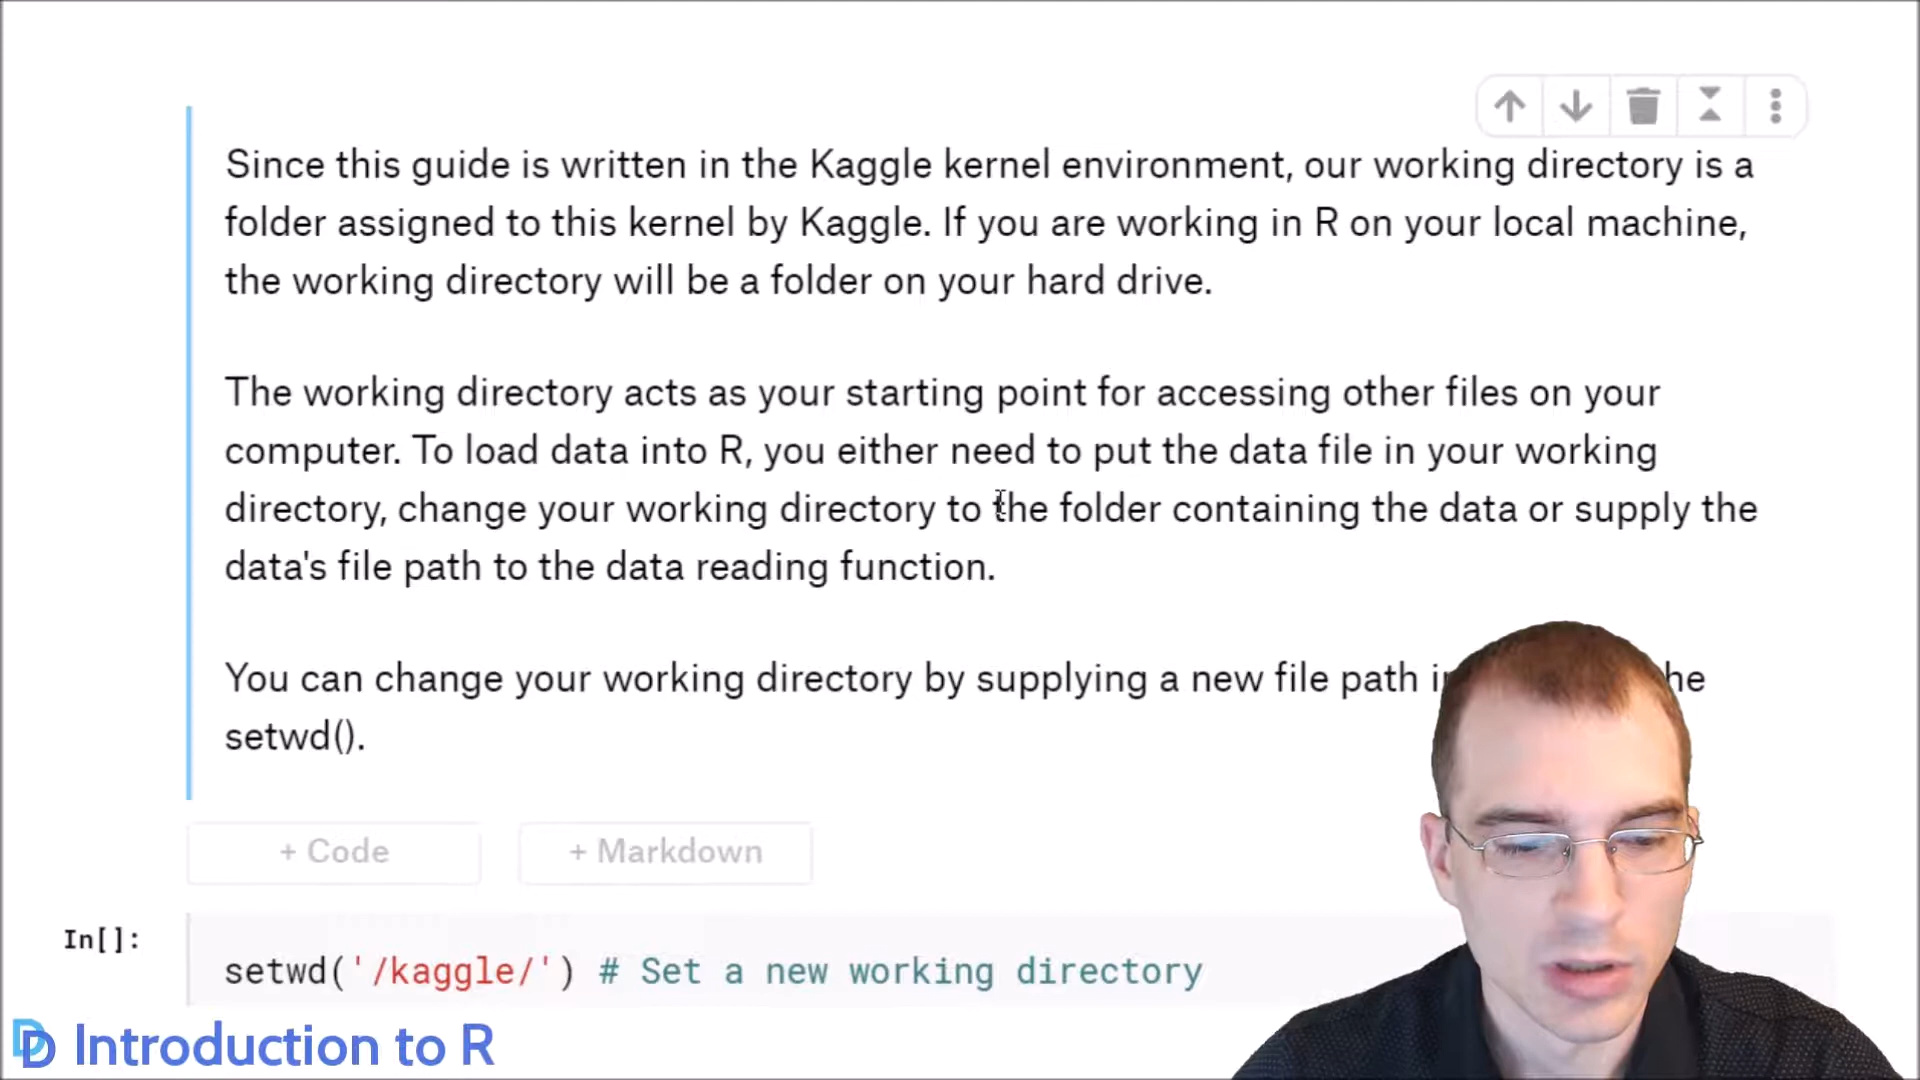 Since this guide is written in the Kaggle kernel environment, our working directory is a
folder assigned to this kernel by Kaggle. If you are working in R on your local machine,
the working directory will be a folder on your hard drive.
The working directory acts as your starting point for accessing other files on your
computer. To load data into R, you either need to put the data file in your working
directory, change your working directory to the folder containing the data or supply the
data's file path to the data reading function.
You can change your working directory by supplying a new file path
setwd().
+ Code
+ Markdown
In[]:
setwd('/kaggle/') # Set a new working directory
Introduction to R